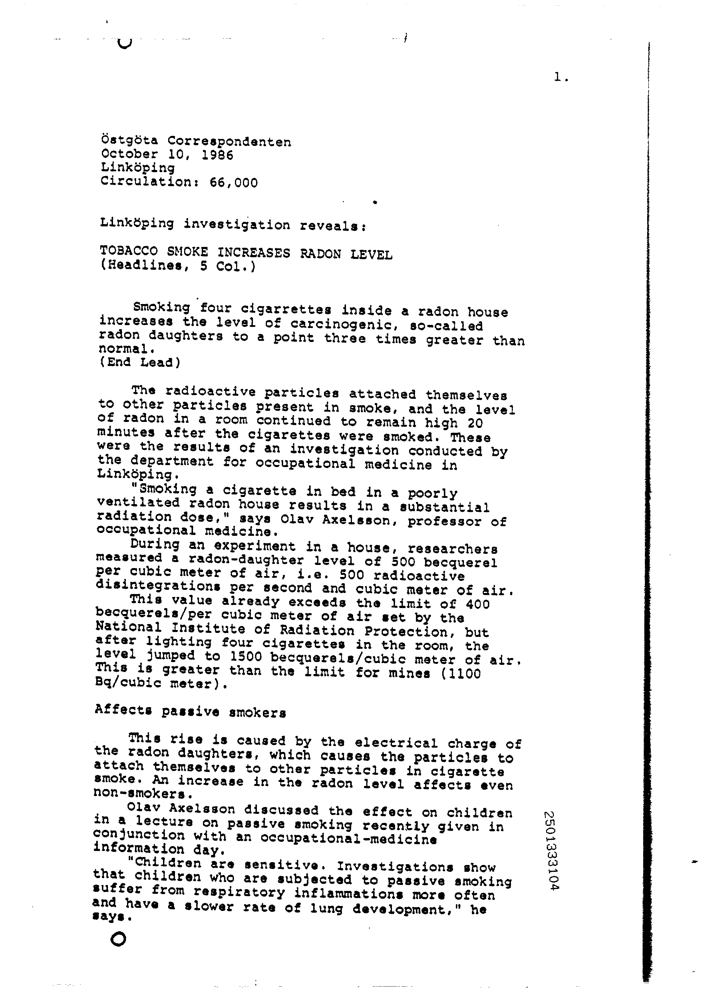 1.
Östgöta Correspondenten
October 10, 1986
Linköping
Circulation: 66,000
Linköping investigation reveals:
TOBACCO SMOKE INCREASES RADON LEVEL
(Headlines, 5 Col.)
Smoking four cigarrettes inside a radon house
increases the level of carcinogenic, so-called
radon daughters to a point three times greater than
normal.
(End Lead)
The radioactive particles attached themselves
to other particles present in smoke, and the level
of radon in a room continued to remain high 20
minutes after the cigarettes were smoked. These
were the results of an investigation conducted by
the department for occupational medicine in
Linköping.
"Smoking a cigarette in bed in a poorly
ventilated radon house results in a substantial
radiation dose," says Olav Axelsson, professor of
occupational medicine.
During an experiment in a house, researchers
measured a radon-daughter level of 500 becquerel
per cubic meter of air, i.e. 500 radioactive
disintegrations per second and cubic meter of air.
This value already exceeds the limit of 400
becquerels/per cubic meter of air set by the
National Institute of Radiation Protection, but
after lighting four cigarettes in the room, the
level jumped to 1500 becquerels/cubic meter of air.
This is greater than the limit for mines (1100
Bq/cubic meter).
Affects passive smokers
This rise is caused by the electrical charge of
the radon daughters, which causes the particles to
attach themselves to other particles in cigarette
smoke. An increase in the radon level affects even
non-smokers.
Olav Axelsson discussed the effect on children
in a lecture on passive smoking recently given in
conjunction with an occupational-medicine
information day.
"Children are sensitive. Investigations show
that children who are subjected to passive smoking
suffer from respiratory inflammations more often
and have a slower rate of lung development," he
says.
2501333104